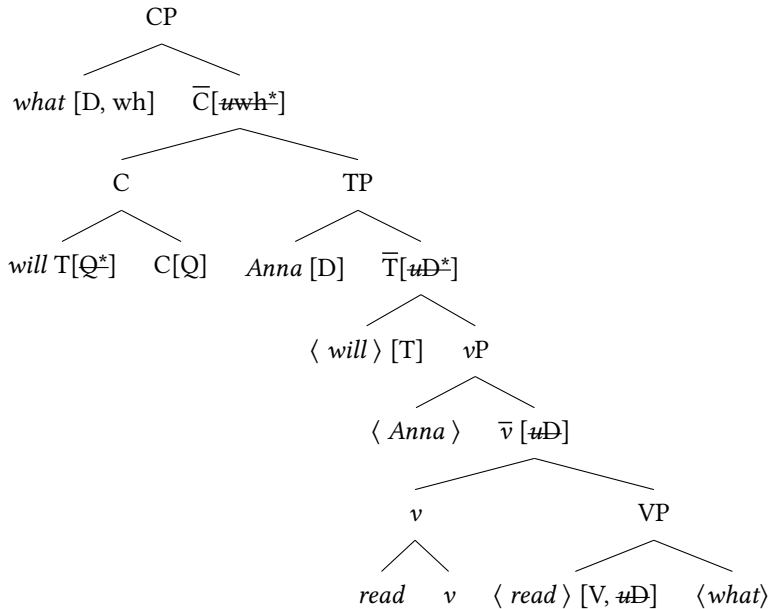 CP
what [D, wh] C̅[uwh*]
C TP
will T[Q*] C[Q] Anna [D] T̅[uD*]
⟨ will ⟩ [T] vP
⟨ Anna ⟩ v̅ [uD]
v VP
read v ⟨ read ⟩ [V, uD] ⟨what⟩